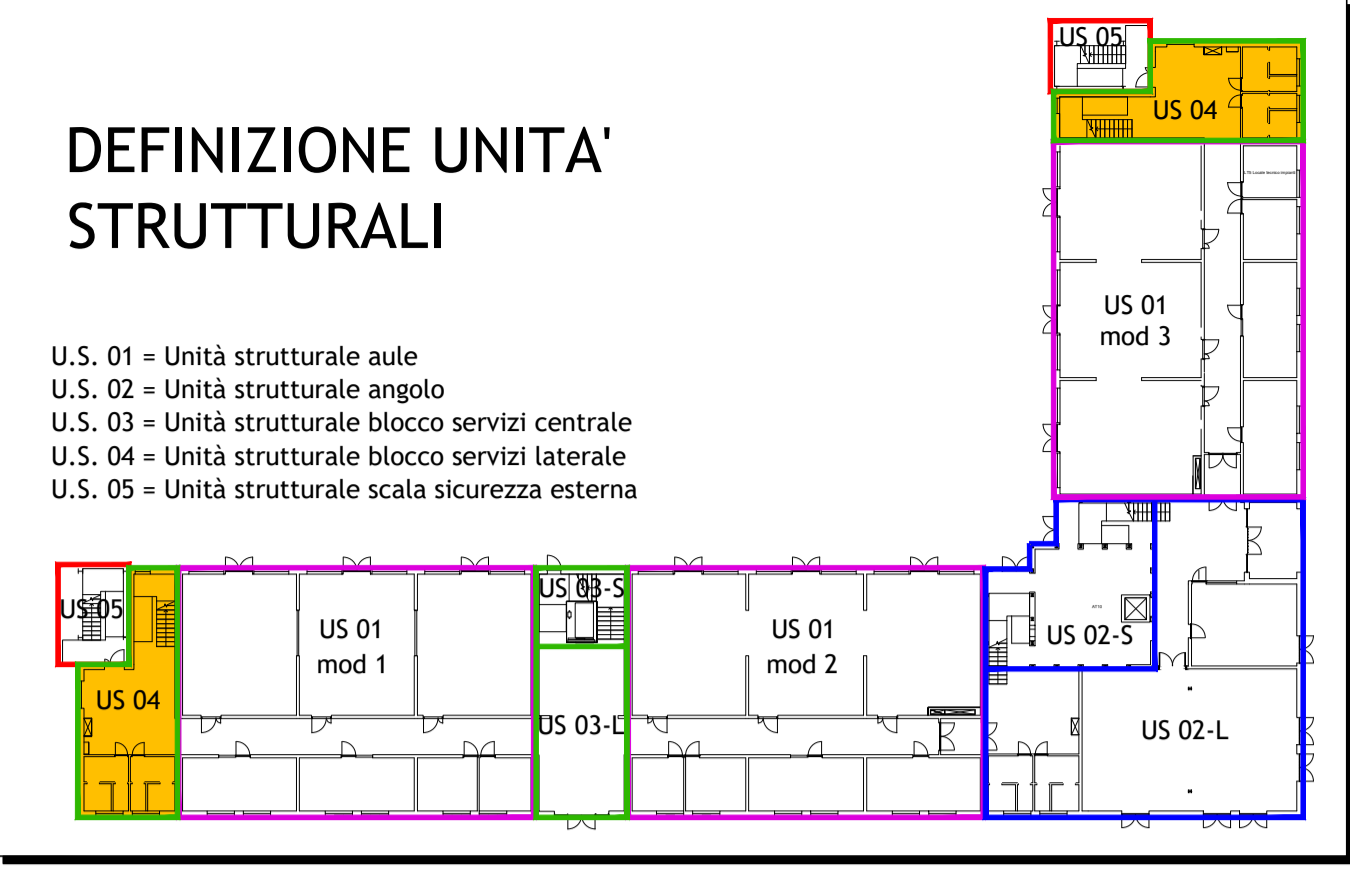 DEFINIZIONE UNITA'
STRUTTURALI
U.S. 01 = Unità strutturale aule
U.S. 02 = Unità strutturale angolo
U.S. 03 = Unità strutturale blocco servizi centrale
U.S. 04 = Unità strutturale blocco servizi laterale
U.S. 05 = Unità strutturale scala sicurezza esterna
US 05
US 04
US 01
mod 3
US 05
US 04
US 01
mod 1
US 03-S
US 03-L
US 01
mod 2
US 02-S
US 02-L